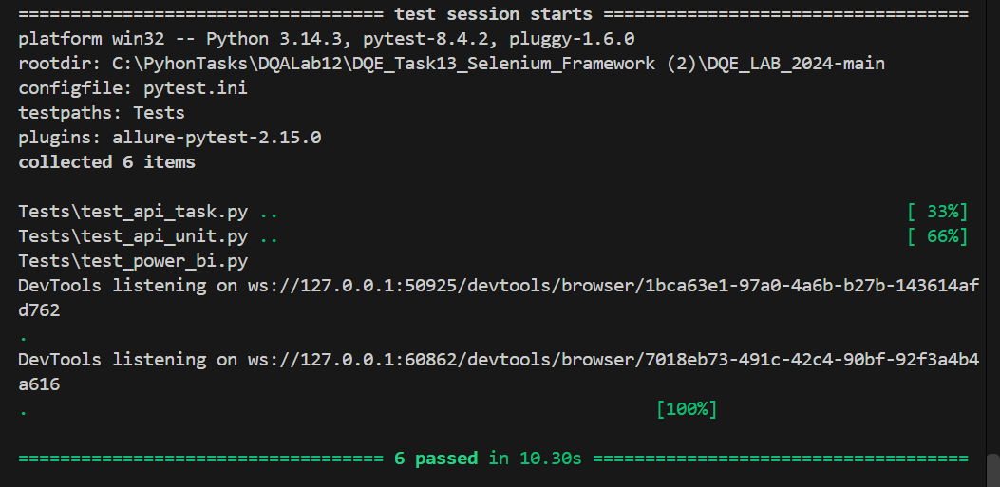 =================================== test session starts ===================================
platform win32 -- Python 3.14.3, pytest-8.4.2, pluggy-1.6.0
rootdir: C:\PyhonTasks\DQALab12\DQE_Task13_Selenium_Framework (2)\DQE_LAB_2024-main
configfile: pytest.ini
testpaths: Tests
plugins: allure-pytest-2.15.0
collected 6 items
Tests\test_api_task.py .. [ 33%]
Tests\test_api_unit.py .. [ 66%]
Tests\test_power_bi.py
DevTools listening on ws://127.0.0.1:50925/devtools/browser/1bca63e1-97a0-4a6b-b27b-143614af
d762
.
DevTools listening on ws://127.0.0.1:60862/devtools/browser/7018eb73-491c-42c4-90bf-92f3a4b4
a616
. [100%]
=================================== 6 passed in 10.30s ====================================